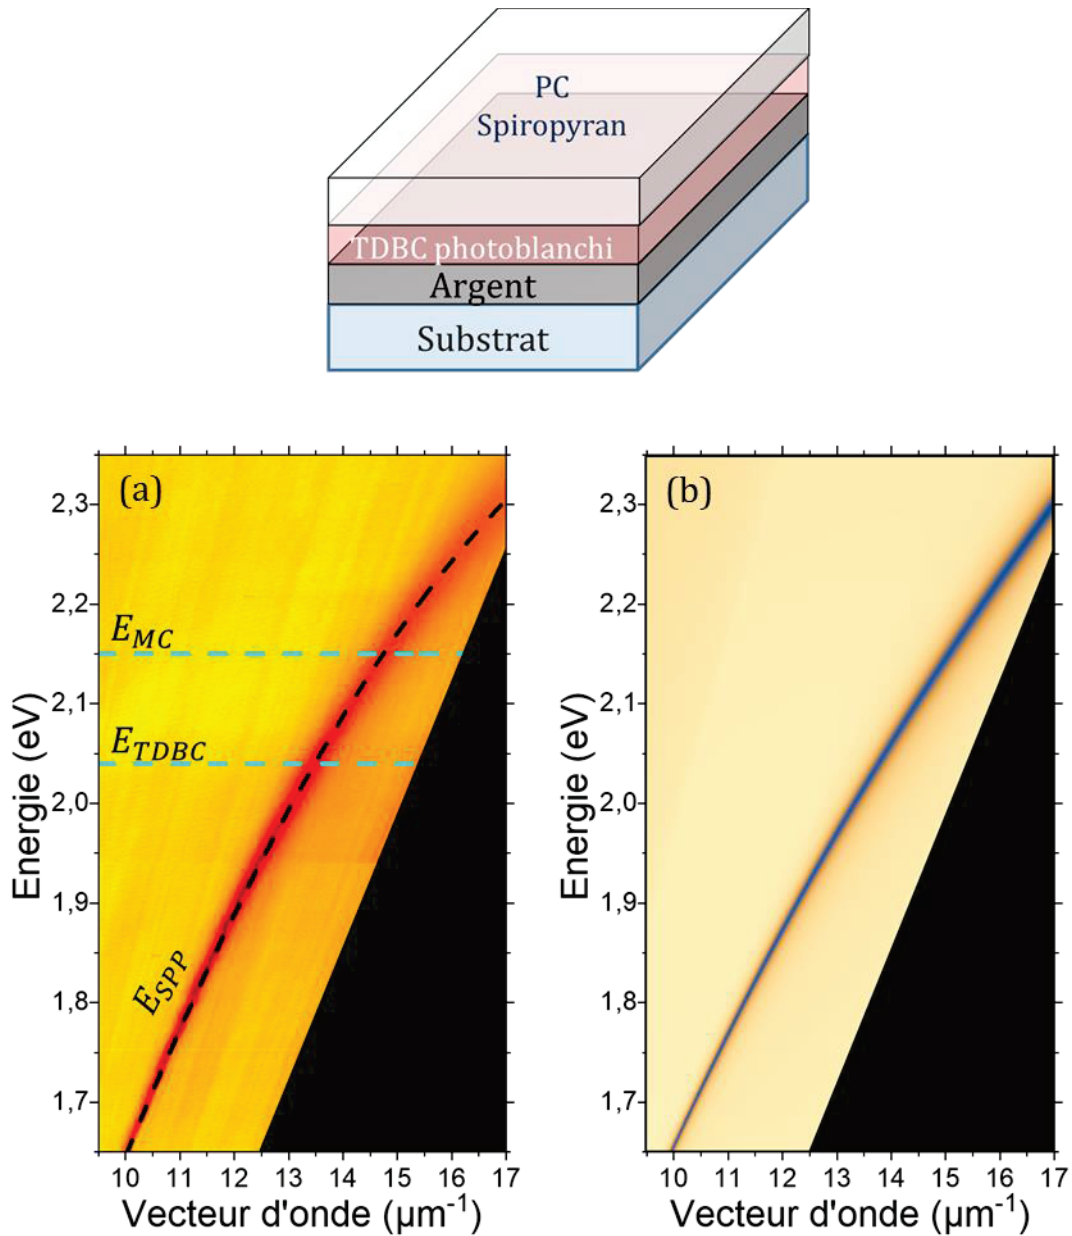 PC
Spiropyran
TDBC photoblanchi
Argent
Substrat
(a)
2,3
2,2
2,1
2,0
1,9
1,8
1,7
E_MC
E_TDBC
E_SPP
Energie (eV)
10 11 12 13 14 15 16 17
Vecteur d'onde (µm⁻¹)
(b)
2,3
2,2
2,1
2,0
1,9
1,8
1,7
Energie (eV)
10 11 12 13 14 15 16 17
Vecteur d'onde (µm⁻¹)